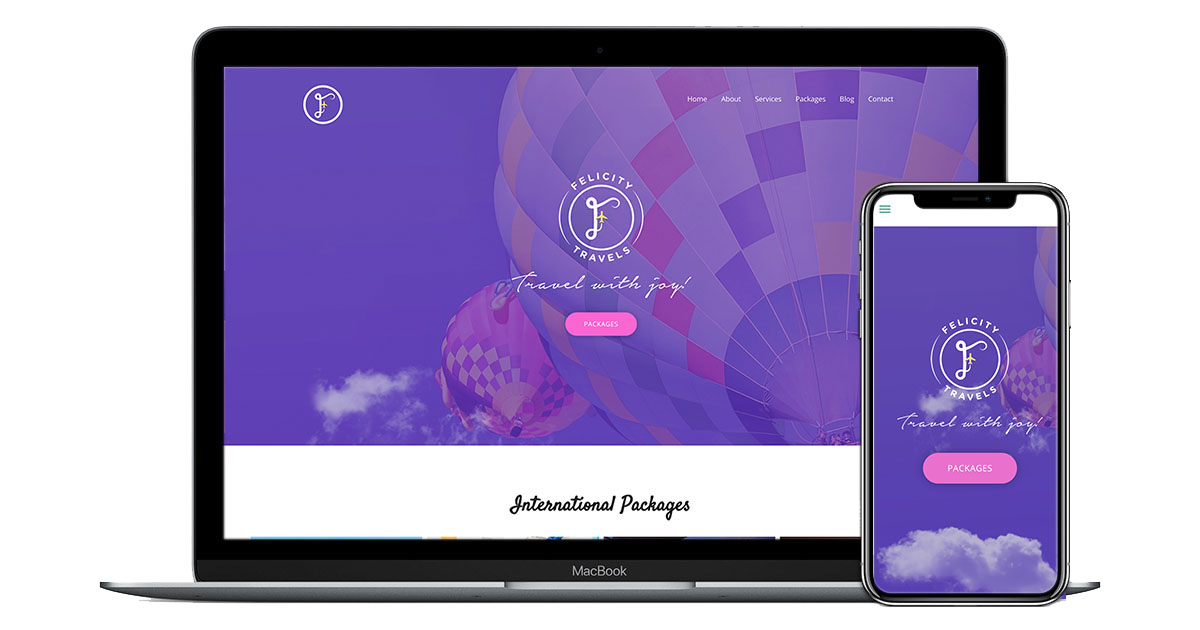 Home About Services Packages Blog Contact
FELICITY
TRAVELS
Travel with joy!
PACKAGES
International Packages
MacBook
FELICITY
TRAVELS
Travel with joy!
PACKAGES